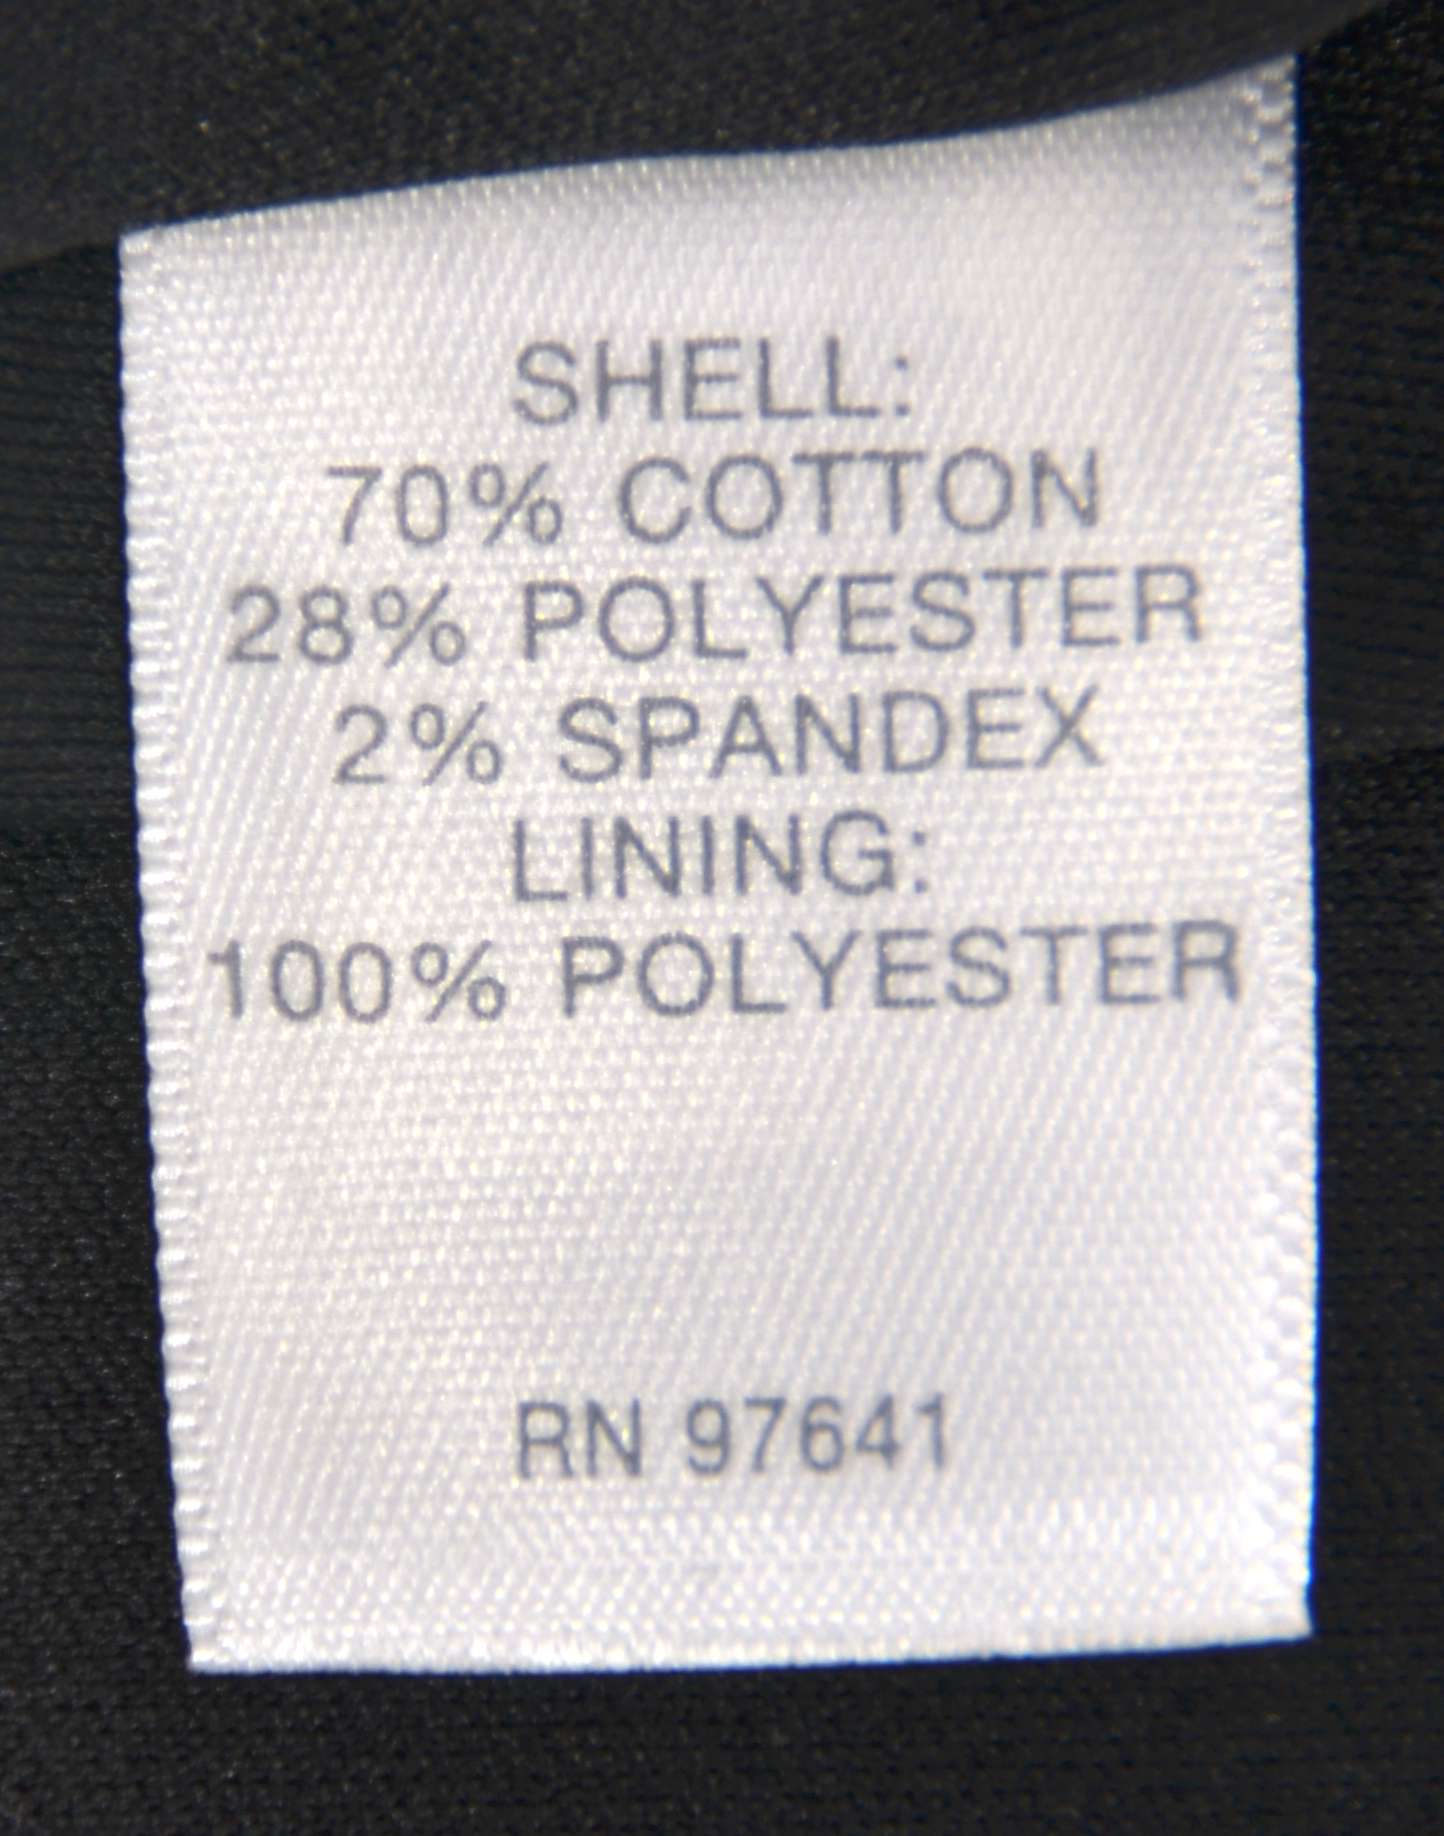 SHELL:
70% COTTON
28% POLYESTER
2% SPANDEX
LINING:
100% POLYESTER
RN 97641